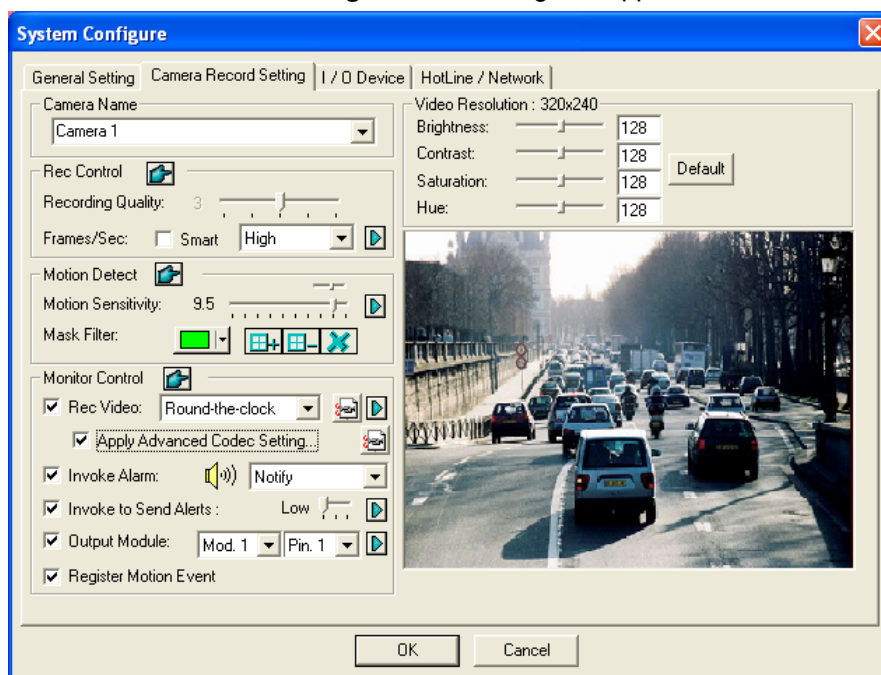 System Configure
General Setting
Camera Record Setting
I / O Device
HotLine / Network
Camera Name
Camera 1
Rec Control
Recording Quality: 3
Frames/Sec: Smart High
Motion Detect
Motion Sensitivity: 9.5
Mask Filter:
Monitor Control
Rec Video: Round-the-clock
Apply Advanced Codec Setting...
Invoke Alarm: Notify
Invoke to Send Alerts : Low
Output Module: Mod. 1 Pin. 1
Register Motion Event
Video Resolution : 320x240
Brightness: 128
Contrast: 128
Saturation: 128
Hue: 128
Default
OK
Cancel